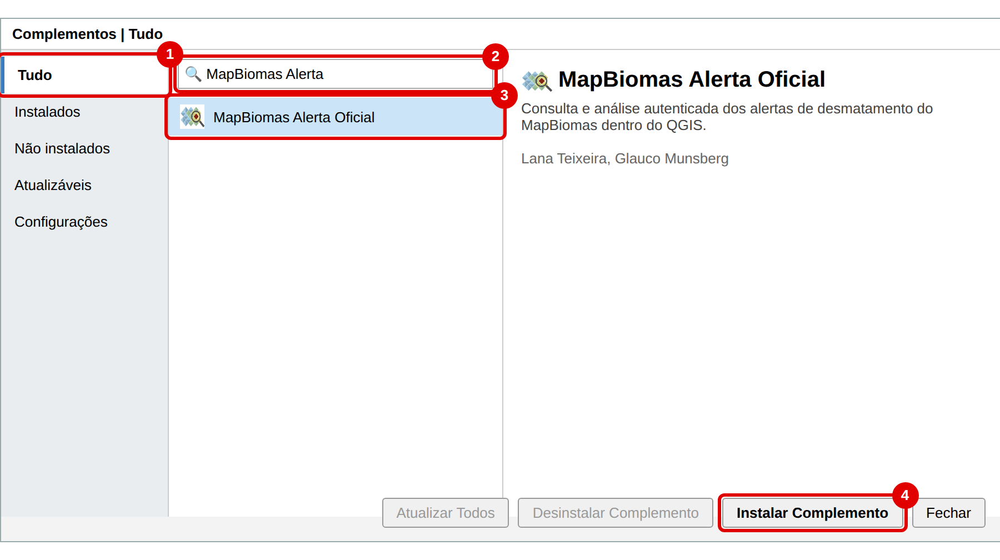 Complementos | Tudo
1
2
Tudo
MapBiomas Alerta
3
MapBiomas Alerta Oficial
Instalados
Não instalados
Atualizáveis
Configurações
MapBiomas Alerta Oficial
Consulta e análise autenticada dos alertas de desmatamento do
MapBiomas dentro do QGIS.
Lana Teixeira, Glauco Munsberg
4
Atualizar Todos
Desinstalar Complemento
Instalar Complemento
Fechar